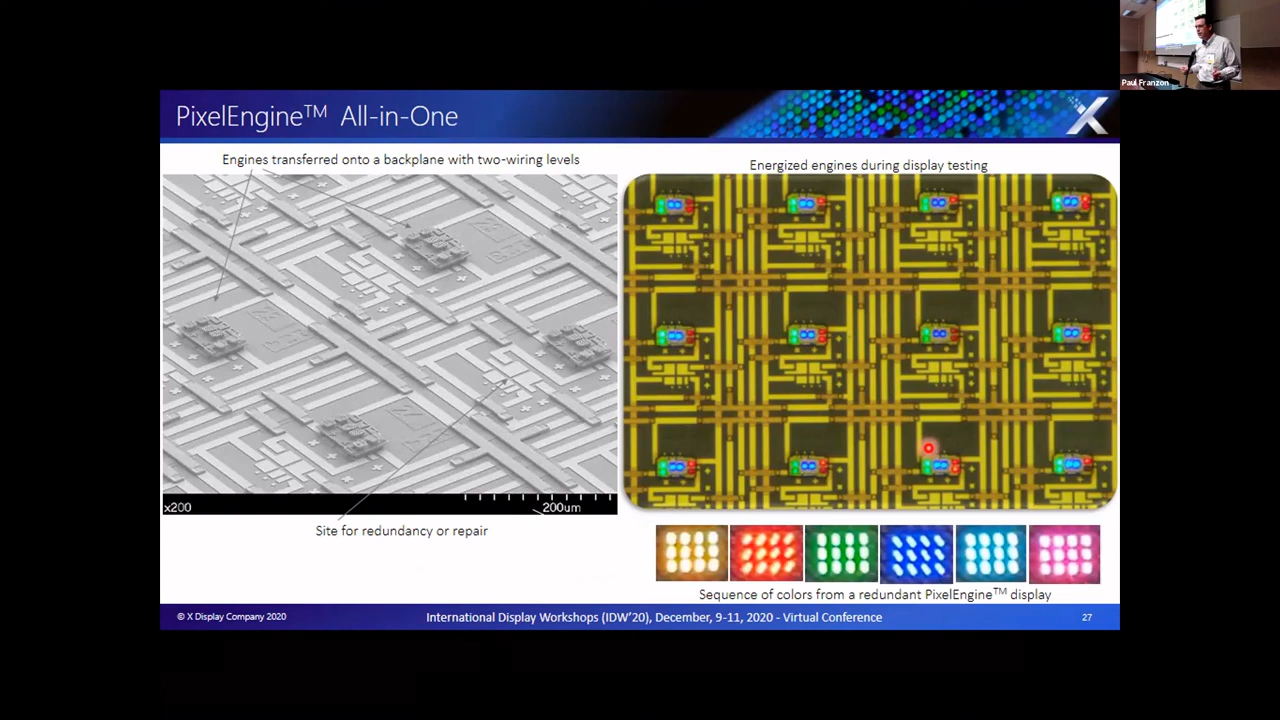 Paul Franzon
PixelEngine™ All-in-One
Engines transferred onto a backplane with two-wiring levels
Energized engines during display testing
x200
200um
Site for redundancy or repair
Sequence of colors from a redundant PixelEngine™ display
© X Display Company 2020
International Display Workshops (IDW'20), December, 9-11, 2020 - Virtual Conference
27